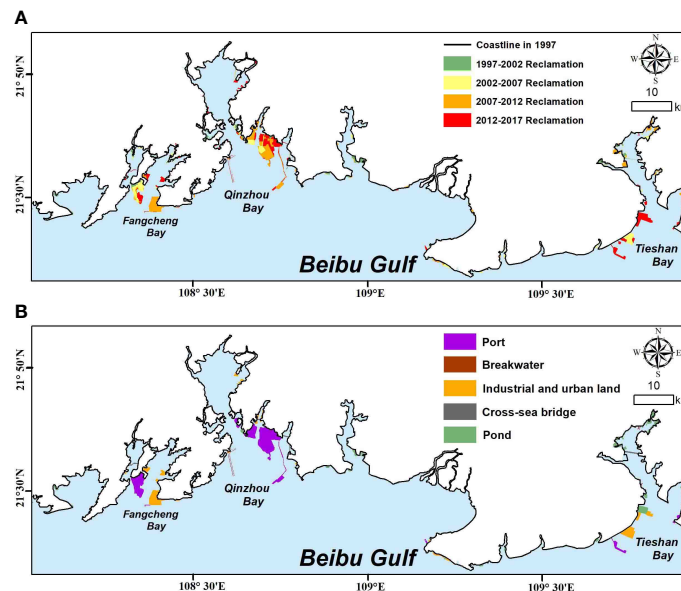 A
Coastline in 1997
1997-2002 Reclamation
2002-2007 Reclamation
2007-2012 Reclamation
2012-2017 Reclamation
N
W E
S
10
k
21° 50'N
21° 30'N
Fangcheng
Bay
Qinzhou
Bay
Tieshan
Bay
Beibu Gulf
108° 30'E
109°E
109° 30'E
B
Port
Breakwater
Industrial and urban land
Cross-sea bridge
Pond
N
W E
S
10
k
21° 50'N
21° 30'N
Fangcheng
Bay
Qinzhou
Bay
Tieshan
Bay
Beibu Gulf
108° 30'E
109°E
109° 30'E